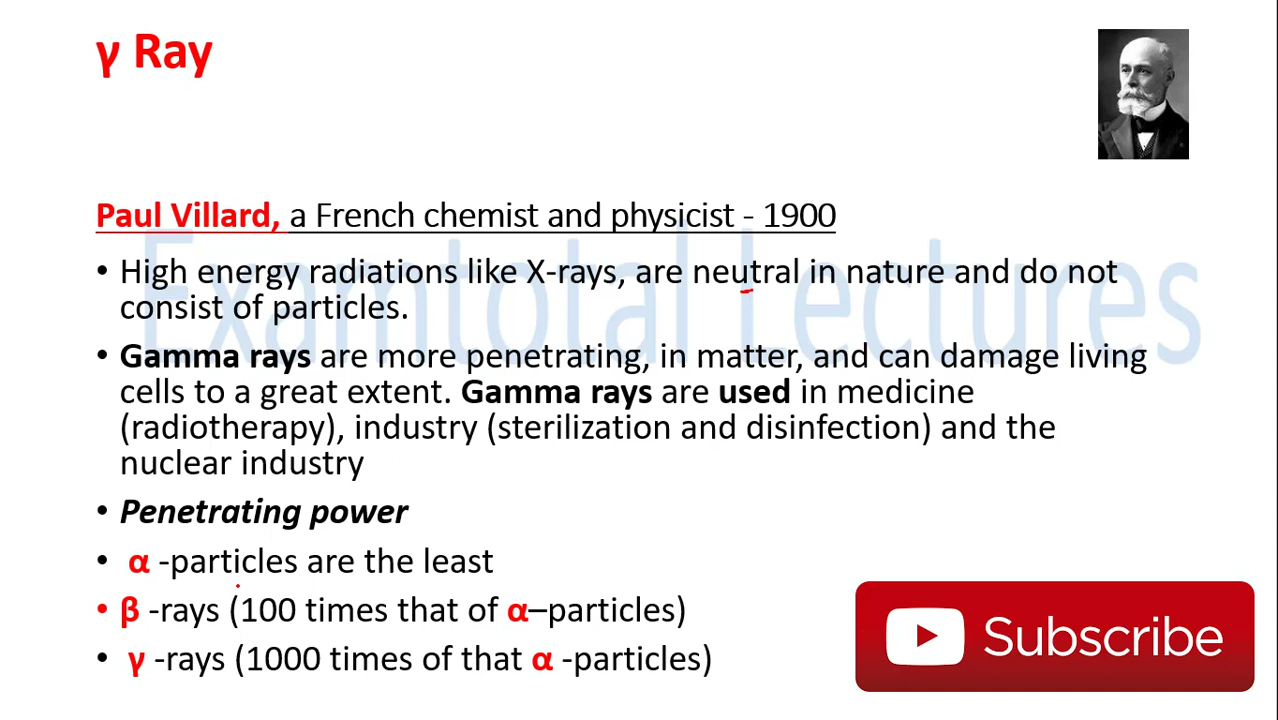 γ Ray
Paul Villard, a French chemist and physicist - 1900
• High energy radiations like X-rays, are neutral in nature and do not
consist of particles.
• Gamma rays are more penetrating, in matter, and can damage living
cells to a great extent. Gamma rays are used in medicine
(radiotherapy), industry (sterilization and disinfection) and the
nuclear industry
• Penetrating power
• α -particles are the least
• β -rays (100 times that of α–particles)
• γ -rays (1000 times of that α -particles)
Examtotal Lectures
Subscribe